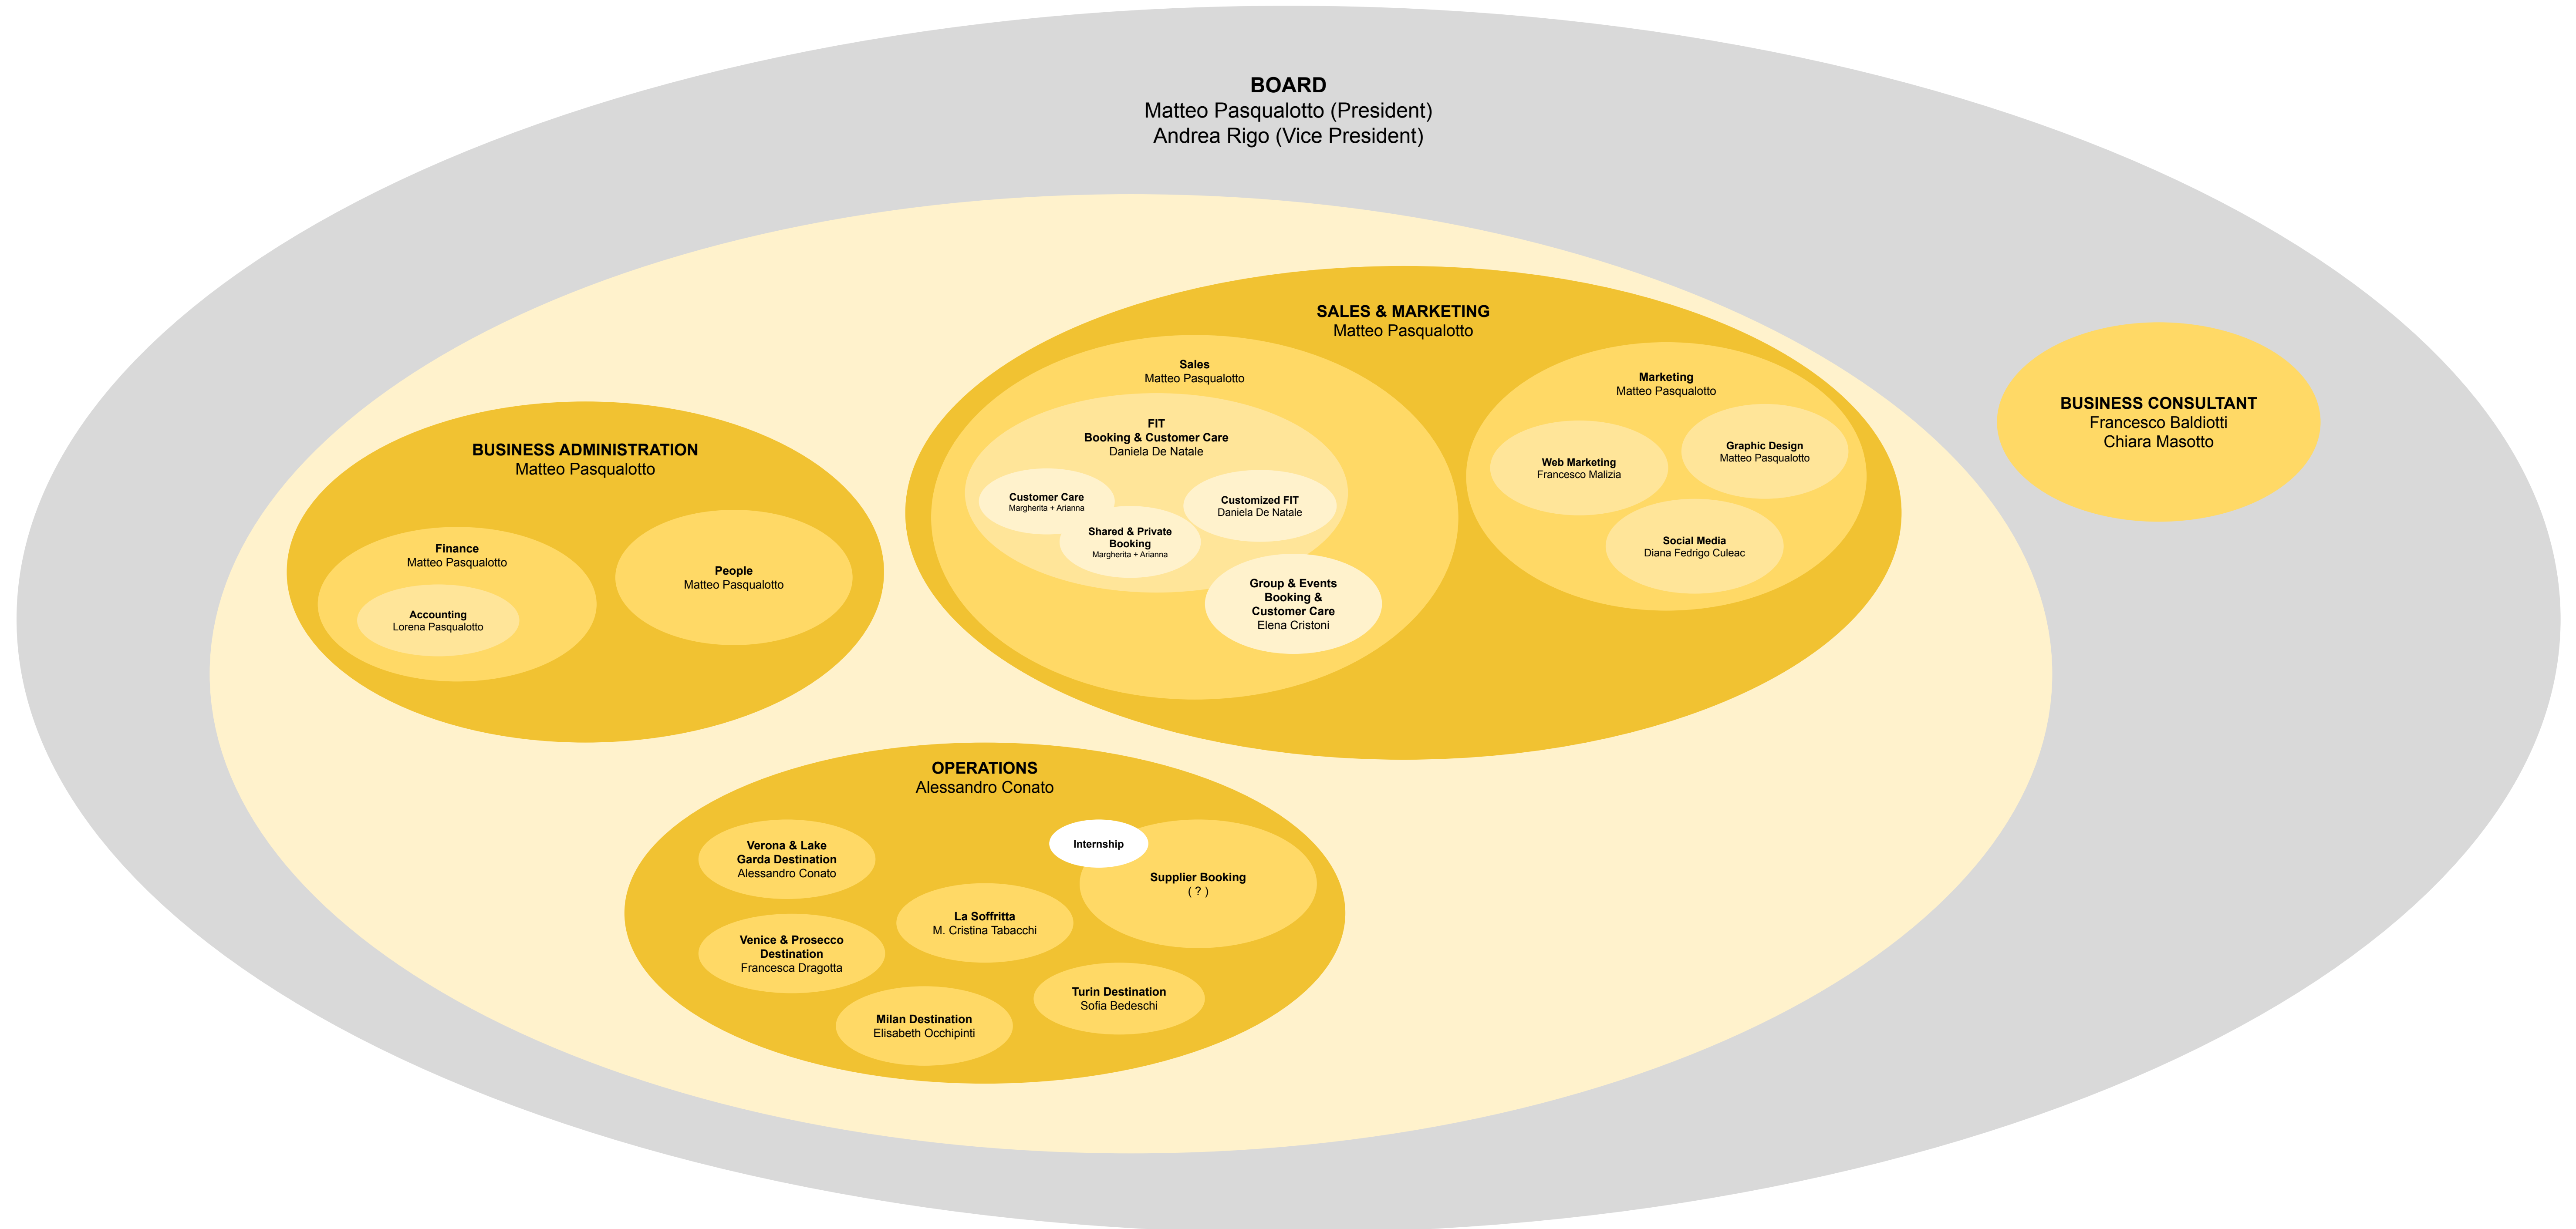 BOARD
Matteo Pasqualotto (President)
Andrea Rigo (Vice President)
SALES & MARKETING
Matteo Pasqualotto
Sales
Matteo Pasqualotto
FIT
Booking & Customer Care
Daniela De Natale
Customer Care
Margherita + Arianna
Shared & Private
Booking
Margherita + Arianna
Customized FIT
Daniela De Natale
Group & Events
Booking &
Customer Care
Elena Cristoni
Marketing
Matteo Pasqualotto
Web Marketing
Francesco Malizia
Graphic Design
Matteo Pasqualotto
Social Media
Diana Fedrigo Culeac
BUSINESS CONSULTANT
Francesco Baldiotti
Chiara Masotto
BUSINESS ADMINISTRATION
Matteo Pasqualotto
Finance
Matteo Pasqualotto
Accounting
Lorena Pasqualotto
People
Matteo Pasqualotto
OPERATIONS
Alessandro Conato
Verona & Lake
Garda Destination
Alessandro Conato
Internship
Supplier Booking
( ? )
La Soffritta
M. Cristina Tabacchi
Venice & Prosecco
Destination
Francesca Dragotta
Turin Destination
Sofia Bedeschi
Milan Destination
Elisabeth Occhipinti